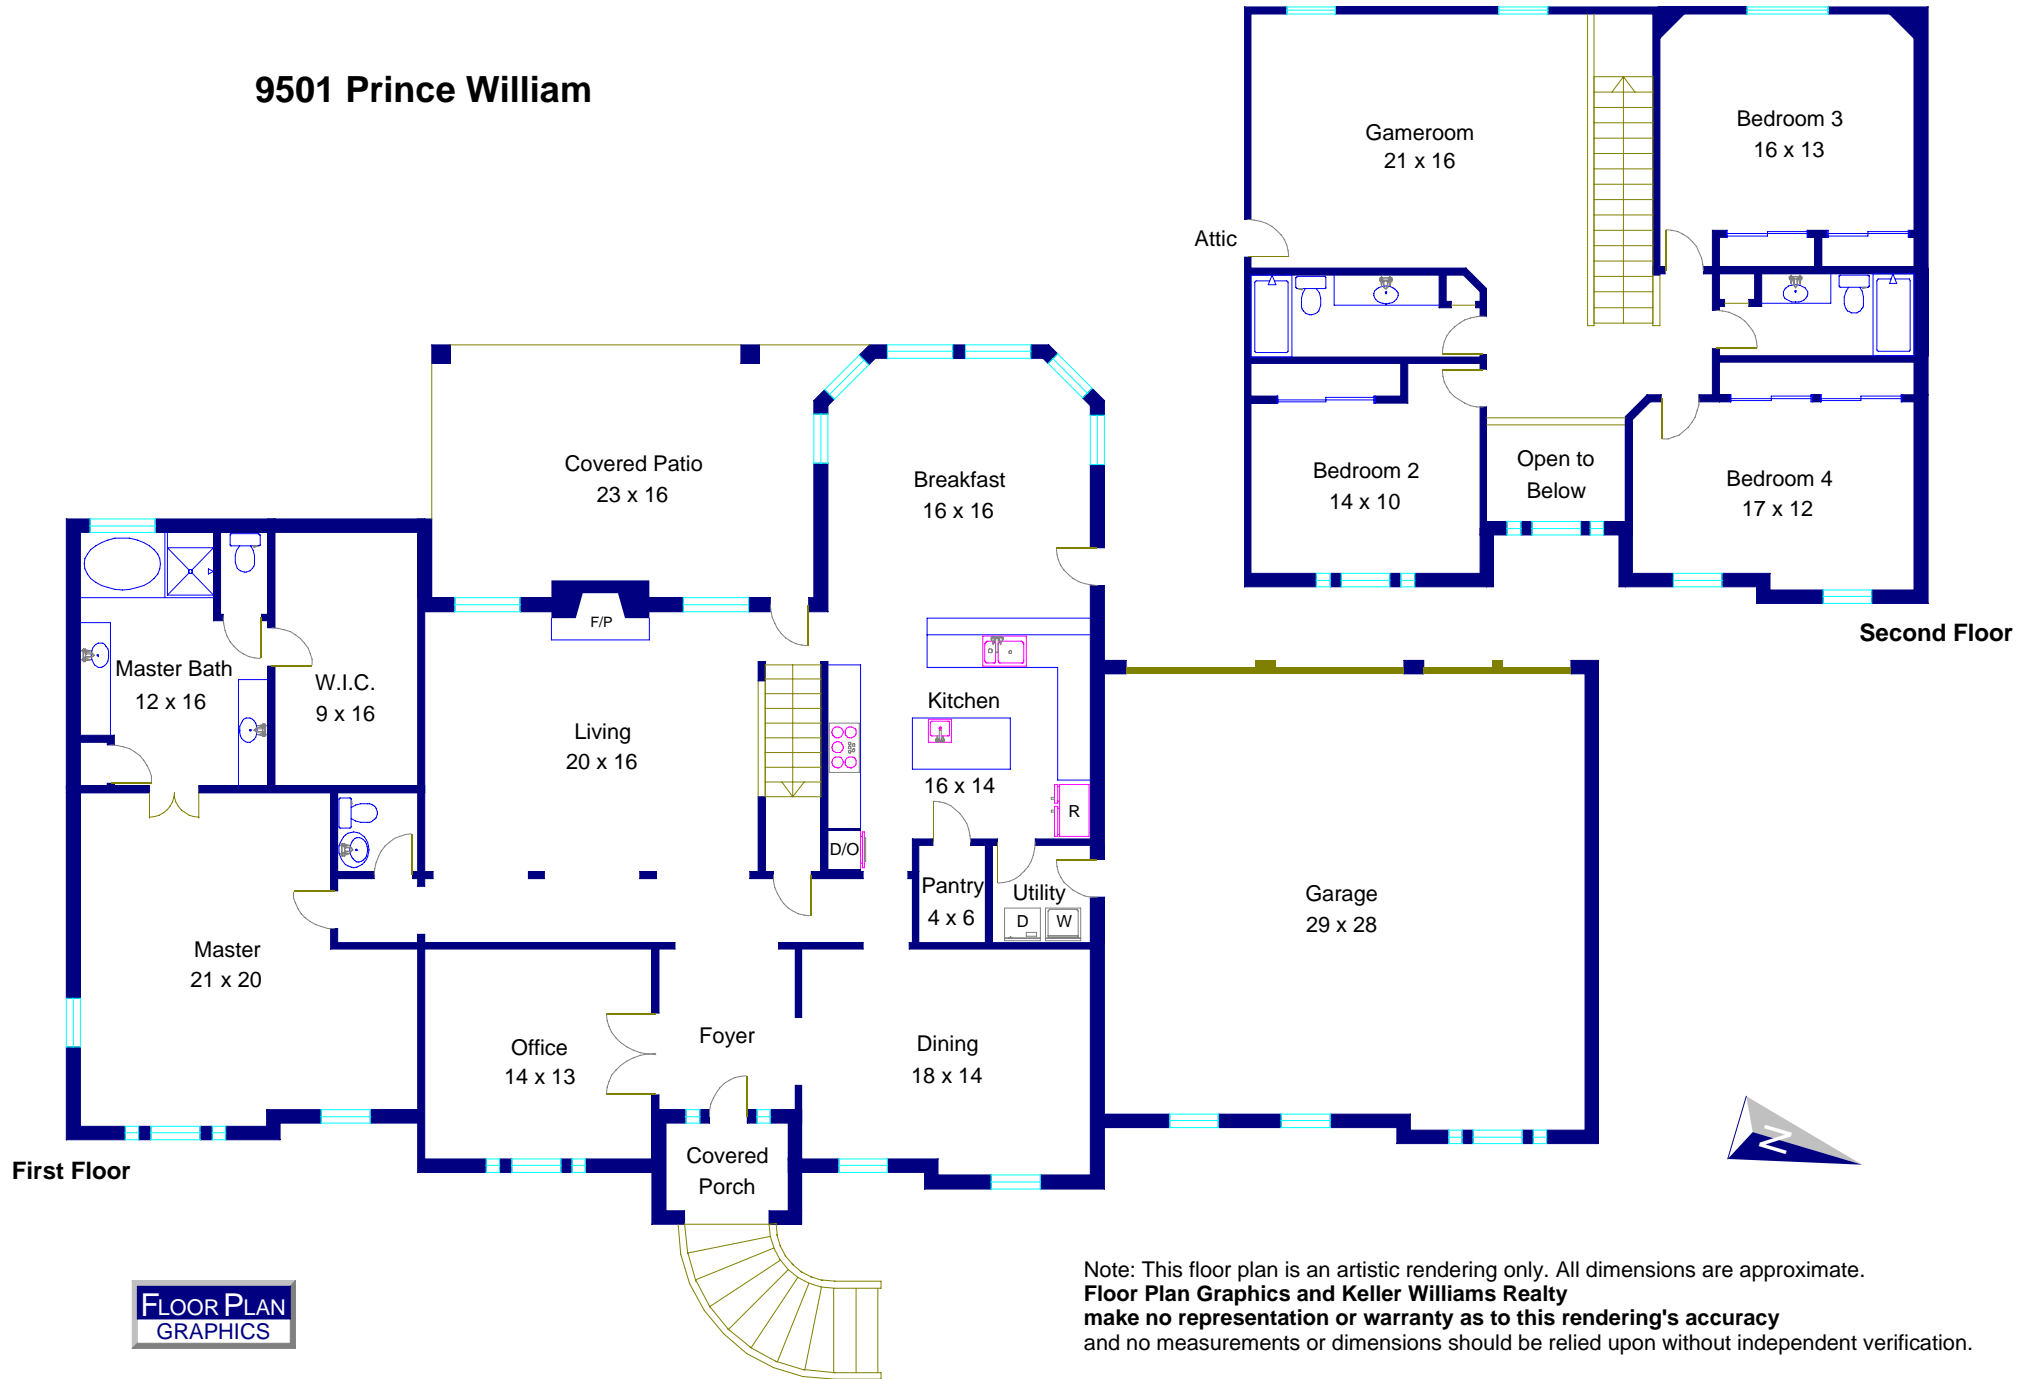 9501 Prince William
Gameroom
21 x 16
Bedroom 3
16 x 13
Attic
Bedroom 2
14 x 10
Open to
Below
Bedroom 4
17 x 12
Second Floor
Covered Patio
23 x 16
Breakfast
16 x 16
F/P
Master Bath
12 x 16
W.I.C.
9 x 16
Living
20 x 16
Kitchen
16 x 14
R
D/O
Pantry
4 x 6
Utility
D
W
Garage
29 x 28
Master
21 x 20
Office
14 x 13
Foyer
Dining
18 x 14
Covered
Porch
First Floor
N
FLOOR PLAN
GRAPHICS
Note: This floor plan is an artistic rendering only. All dimensions are approximate.
Floor Plan Graphics and Keller Williams Realty
make no representation or warranty as to this rendering's accuracy
and no measurements or dimensions should be relied upon without independent verification.